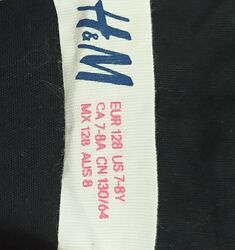 H&M
EUR 128 US 7-8Y
CA 7-8A CN 130/64
MX 128 AUS 8